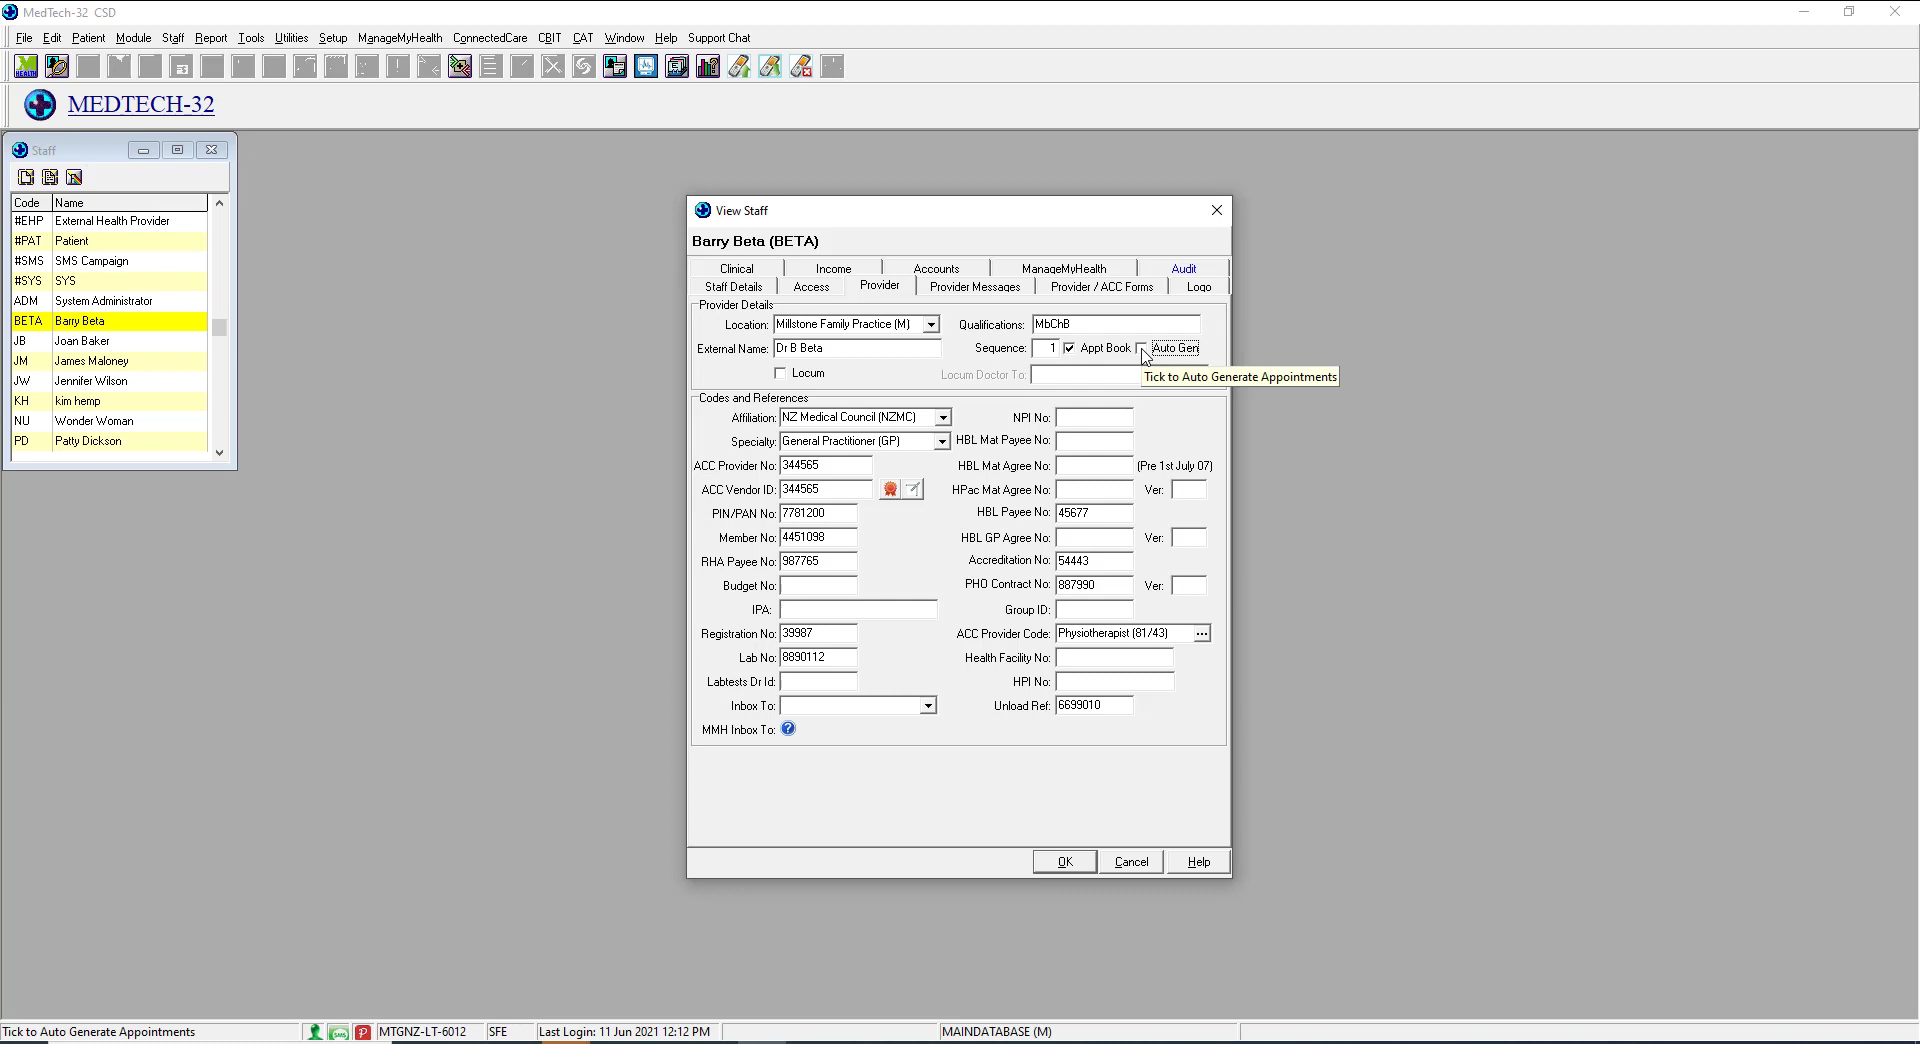 MedTech-32 CSD
File Edit Patient Module Staff Report Tools Utilities Setup ManageMyHealth ConnectedCare CBIT CAT Window Help Support Chat
HEALTH
MEDTECH-32
Staff
Code Name
#EHP External Health Provider
#PAT Patient
#SMS SMS Campaign
#SYS SYS
ADM System Administrator
BETA Barry Beta
JB Joan Baker
JM James Maloney
JW Jennifer Wilson
KH kim hemp
NU Wonder Woman
PD Patty Dickson
View Staff
Barry Beta (BETA)
Clinical Income Accounts ManageMyHealth Audit
Staff Details Access Provider Provider Messages Provider / ACC Forms Logo
Provider Details
Location: Millstone Family Practice (M) Qualifications: MbChB
External Name: Dr B Beta Sequence: 1 Appt Book Auto Gen
Locum Locum Doctor To:
Tick to Auto Generate Appointments
Codes and References
Affiliation: NZ Medical Council (NZMC) NPI No:
Specialty: General Practitioner (GP) HBL Mat Payee No:
ACC Provider No: 344565 HBL Mat Agree No: (Pre 1st July 07)
ACC Vendor ID: 344565 HPac Mat Agree No: Ver:
PIN/PAN No: 7781200 HBL Payee No: 45677
Member No: 4451098 HBL GP Agree No: Ver:
RHA Payee No: 987765 Accreditation No: 54443
Budget No: PHO Contract No: 887990 Ver:
IPA: Group ID:
Registration No: 39987 ACC Provider Code: Physiotherapist (81/43) ...
Lab No: 8890112 Health Facility No:
Labtests Dr Id: HPI No:
Inbox To: Unload Ref: 6699010
MMH Inbox To: ?
OK Cancel Help
Tick to Auto Generate Appointments SMS P MTGNZ-LT-6012 SFE Last Login: 11 Jun 2021 12:12 PM MAINDATABASE (M)